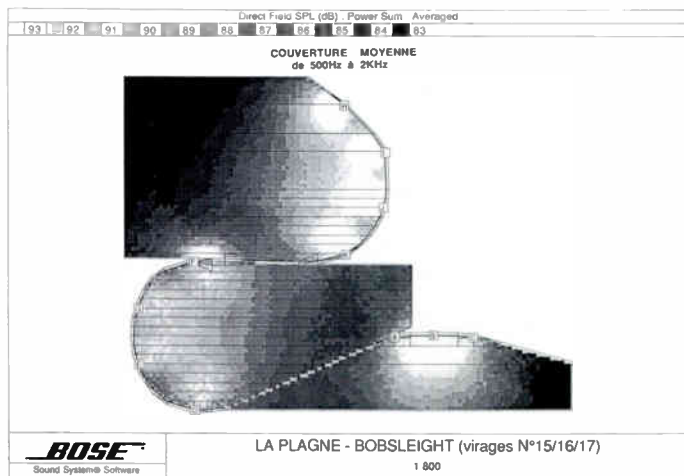 Direct Field SPL (dB) . Power Sum Averaged
93 92 91 90 89 88 87 86 85 84 83
COUVERTURE MOYENNE
de 500Hz à 2KHz
BOSE
Sound System® Software
LA PLAGNE - BOBSLEIGHT (virages N°15/16/17)
1 800